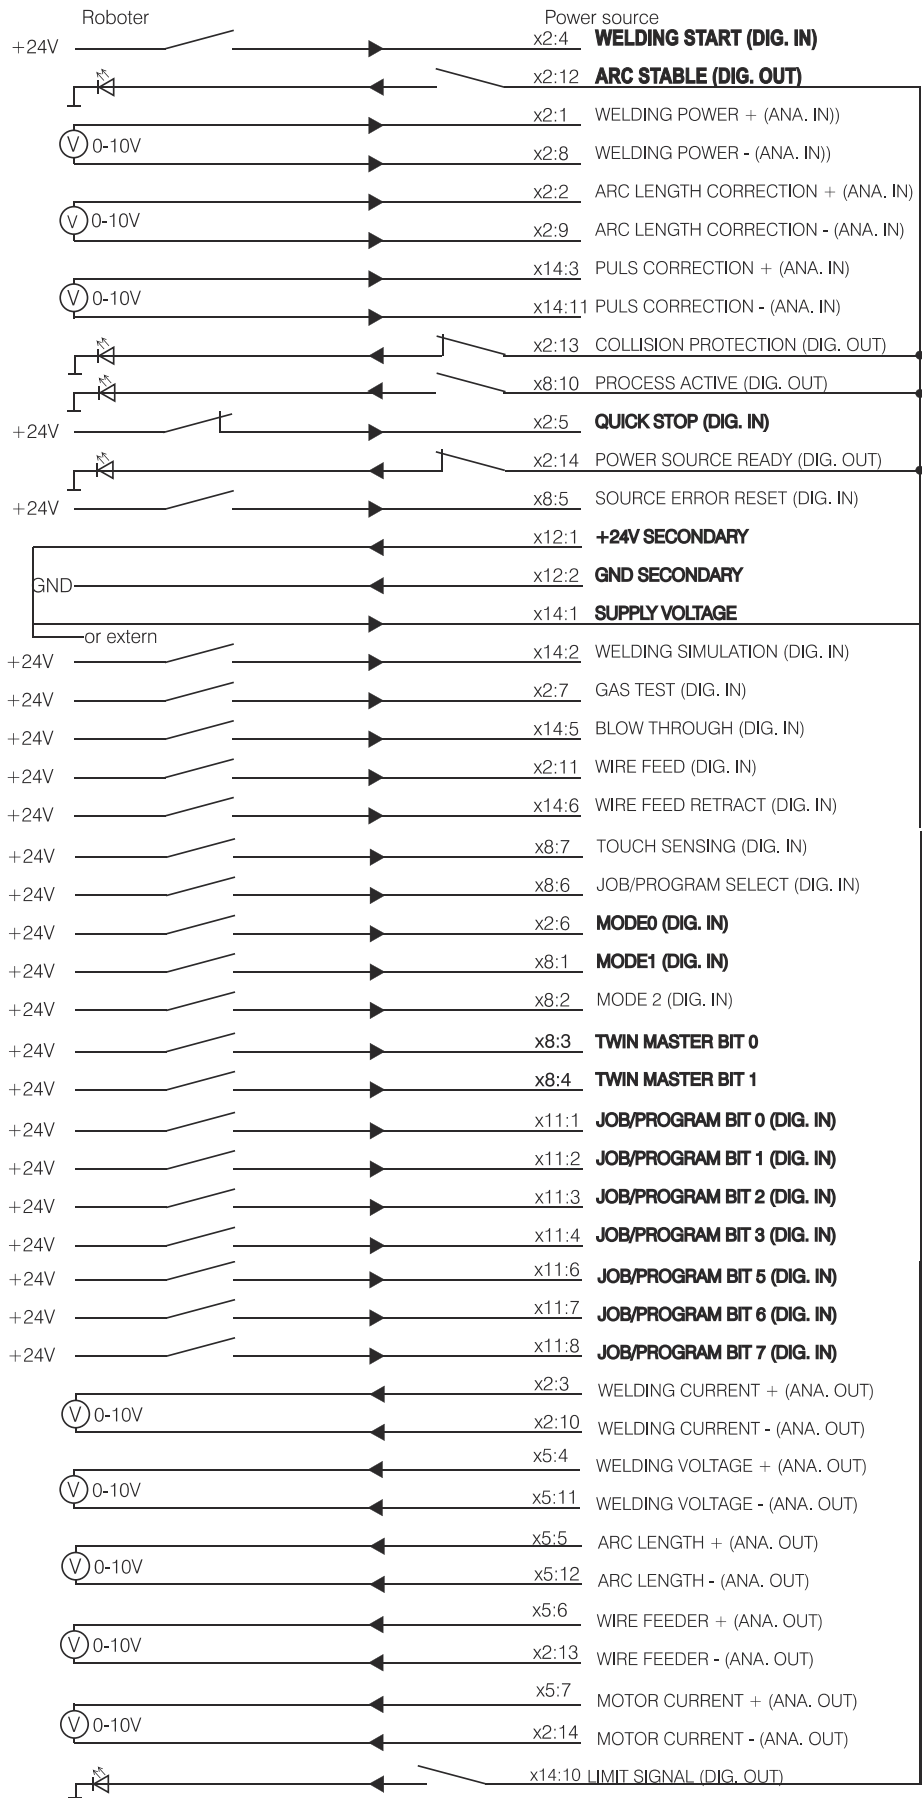 Roboter Power source
+24V x2:4 WELDING START (DIG. IN)
x2:12 ARC STABLE (DIG. OUT)
x2:1 WELDING POWER + (ANA. IN))
V 0-10V
x2:8 WELDING POWER - (ANA. IN))
x2:2 ARC LENGTH CORRECTION + (ANA. IN)
V 0-10V
x2:9 ARC LENGTH CORRECTION - (ANA. IN)
x14:3 PULS CORRECTION + (ANA. IN)
V 0-10V
x14:11 PULS CORRECTION - (ANA. IN)
x2:13 COLLISION PROTECTION (DIG. OUT)
x8:10 PROCESS ACTIVE (DIG. OUT)
+24V x2:5 QUICK STOP (DIG. IN)
x2:14 POWER SOURCE READY (DIG. OUT)
+24V x8:5 SOURCE ERROR RESET (DIG. IN)
x12:1 +24V SECONDARY
GND x12:2 GND SECONDARY
x14:1 SUPPLY VOLTAGE
or extern
+24V x14:2 WELDING SIMULATION (DIG. IN)
+24V x2:7 GAS TEST (DIG. IN)
+24V x14:5 BLOW THROUGH (DIG. IN)
+24V x2:11 WIRE FEED (DIG. IN)
+24V x14:6 WIRE FEED RETRACT (DIG. IN)
+24V x8:7 TOUCH SENSING (DIG. IN)
+24V x8:6 JOB/PROGRAM SELECT (DIG. IN)
+24V x2:6 MODE0 (DIG. IN)
+24V x8:1 MODE1 (DIG. IN)
+24V x8:2 MODE 2 (DIG. IN)
+24V x8:3 TWIN MASTER BIT 0
+24V x8:4 TWIN MASTER BIT 1
+24V x11:1 JOB/PROGRAM BIT 0 (DIG. IN)
+24V x11:2 JOB/PROGRAM BIT 1 (DIG. IN)
+24V x11:3 JOB/PROGRAM BIT 2 (DIG. IN)
+24V x11:4 JOB/PROGRAM BIT 3 (DIG. IN)
+24V x11:6 JOB/PROGRAM BIT 5 (DIG. IN)
+24V x11:7 JOB/PROGRAM BIT 6 (DIG. IN)
+24V x11:8 JOB/PROGRAM BIT 7 (DIG. IN)
x2:3 WELDING CURRENT + (ANA. OUT)
V 0-10V
x2:10 WELDING CURRENT - (ANA. OUT)
x5:4 WELDING VOLTAGE + (ANA. OUT)
V 0-10V
x5:11 WELDING VOLTAGE - (ANA. OUT)
x5:5 ARC LENGTH + (ANA. OUT)
V 0-10V
x5:12 ARC LENGTH - (ANA. OUT)
x5:6 WIRE FEEDER + (ANA. OUT)
V 0-10V
x2:13 WIRE FEEDER - (ANA. OUT)
x5:7 MOTOR CURRENT + (ANA. OUT)
V 0-10V
x2:14 MOTOR CURRENT - (ANA. OUT)
x14:10 LIMIT SIGNAL (DIG. OUT)